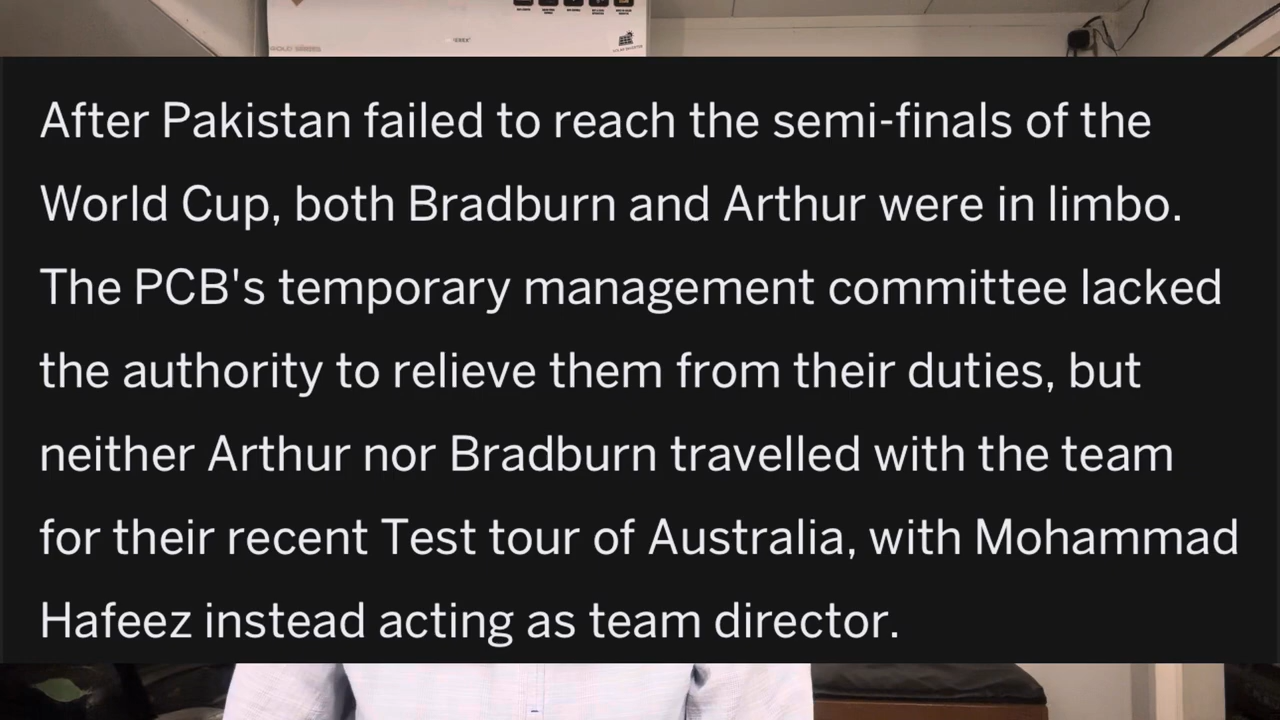 After Pakistan failed to reach the semi-finals of the
World Cup, both Bradburn and Arthur were in limbo.
The PCB's temporary management committee lacked
the authority to relieve them from their duties, but
neither Arthur nor Bradburn travelled with the team
for their recent Test tour of Australia, with Mohammad
Hafeez instead acting as team director.